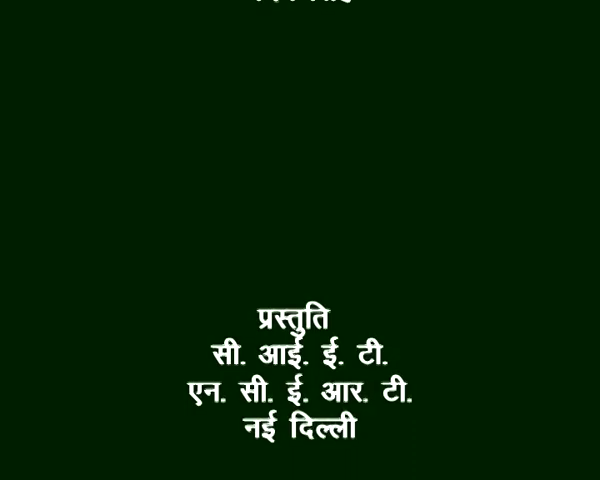 प्रस्तुति
सी. आई. ई. टी.
एन. सी. ई. आर. टी.
नई दिल्ली